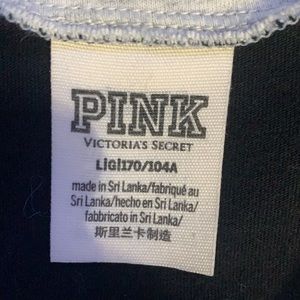 PINK
VICTORIA'S SECRET
L|G|170/104A
made in Sri Lanka/fabriqué au
Sri Lanka/hecho en Sri Lanka/
fabbricato in Sri Lanka/
斯里兰卡制造